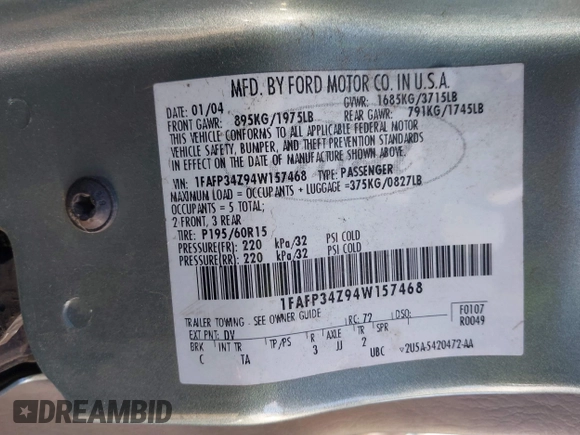 MFD. BY FORD MOTOR CO. IN U.S.A.
DATE: 01/04 GVWR: 1685KG/3715LB
FRONT GAWR: 895KG/1975LB REAR GAWR: 791KG/1745LB
THIS VEHICLE CONFORMS TO ALL APPLICABLE FEDERAL MOTOR
VEHICLE SAFETY, BUMPER, AND THEFT PREVENTION STANDARDS
IN EFFECT ON THE DATE OF MANUFACTURE SHOWN ABOVE.
VIN: 1FAFP34Z94W157468 TYPE: PASSENGER
MAXIMUM LOAD = OCCUPANTS + LUGGAGE =375KG/0827LB
OCCUPANTS = 5 TOTAL:
2 FRONT, 3 REAR
TIRE: P195/60R15
PRESSURE(FR): 220 kPa/32 PSI COLD
PRESSURE(RR): 220 kPa/32 PSI COLD
1FAFP34Z94W157468
TRAILER TOWING - SEE OWNER GUIDE
EXT PNT: DV RC: 72 DSO: F0107
R0049
BRK INT TR TP/PS R AXLE TR SPR
C TA 3 JJ 2 UBC ▽2U5A-5420472-AA
DREAMBID